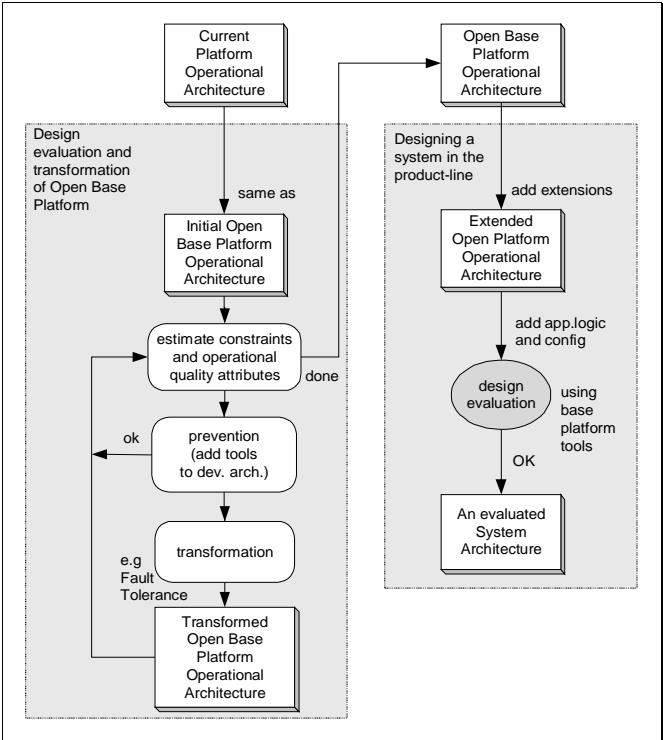 Current
Platform
Operational
Architecture
Design
evaluation and
transformation
of Open Base
Platform
same as
Initial Open
Base Platform
Operational
Architecture
estimate constraints
and operational
quality attributes
done
ok
prevention
(add tools
to dev. arch.)
transformation
e.g
Fault
Tolerance
Transformed
Open Base
Platform
Operational
Architecture
Open Base
Platform
Operational
Architecture
Designing a
system in the
product-line
add extensions
Extended
Open Platform
Operational
Architecture
add app.logic
and config
design
evaluation
using
base
platform
tools
OK
An evaluated
System
Architecture